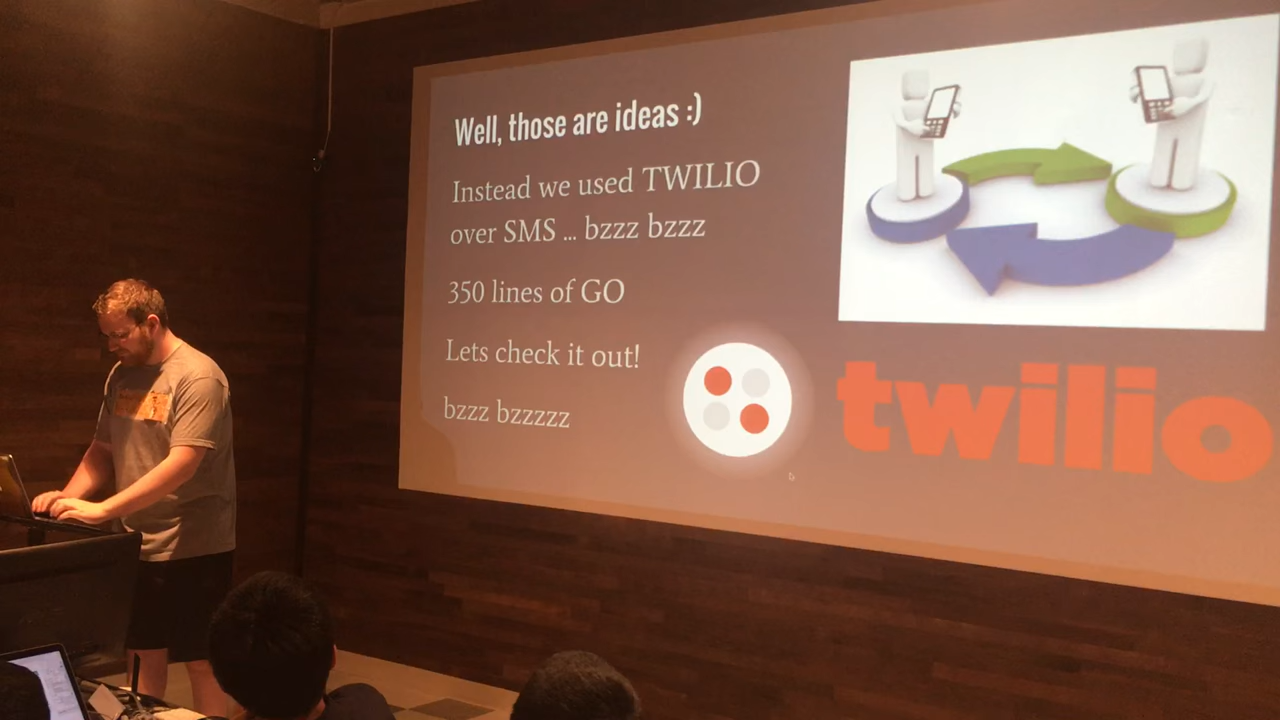 Well, those are ideas :)
Instead we used TWILIO
over SMS ... bzzz bzzz
350 lines of GO
Lets check it out!
bzzz bzzzzz
twilio